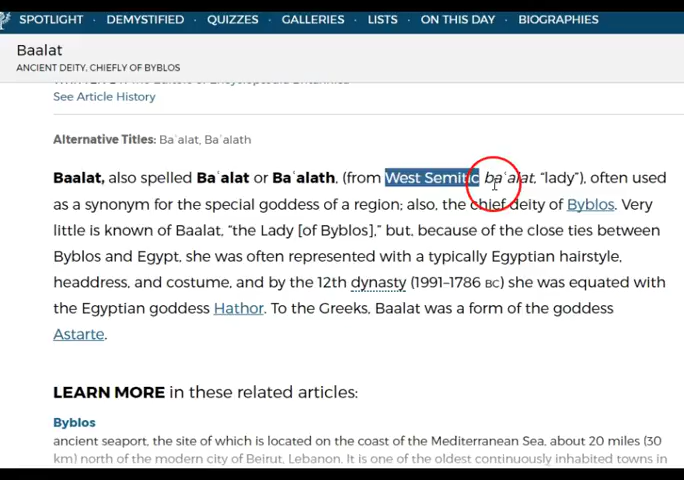 SPOTLIGHT DEMYSTIFIED QUIZZES GALLERIES LISTS ON THIS DAY BIOGRAPHIES
Baalat
ANCIENT DEITY, CHIEFLY OF BYBLOS
See Article History
Alternative Titles: Baʿalat, Baʿalath
Baalat, also spelled Baʿalat or Baʿalath, (from West Semitic baʿalat, “lady”), often used
as a synonym for the special goddess of a region; also, the chief deity of Byblos. Very
little is known of Baalat, “the Lady [of Byblos],” but, because of the close ties between
Byblos and Egypt, she was often represented with a typically Egyptian hairstyle,
headdress, and costume, and by the 12th dynasty (1991–1786 BC) she was equated with
the Egyptian goddess Hathor. To the Greeks, Baalat was a form of the goddess
Astarte.
LEARN MORE in these related articles:
Byblos
ancient seaport, the site of which is located on the coast of the Mediterranean Sea, about 20 miles (30
km) north of the modern city of Beirut, Lebanon. It is one of the oldest continuously inhabited towns in